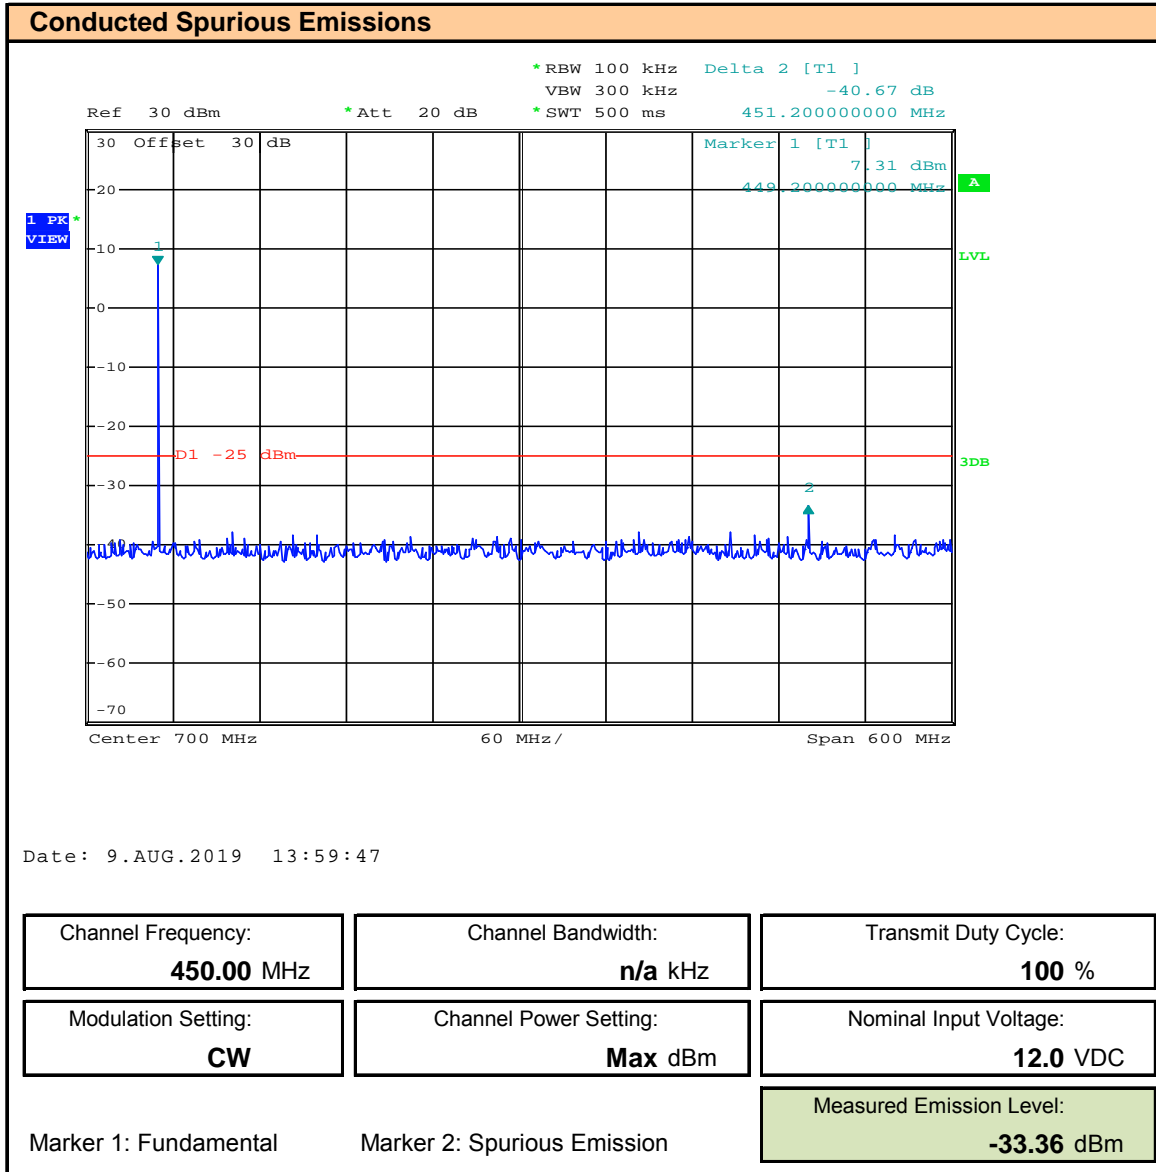 Conducted Spurious Emissions
* RBW 100 kHz Delta 2 [T1 ]
VBW 300 kHz -40.67 dB
Ref 30 dBm * Att 20 dB * SWT 500 ms 451.200000000 MHz
30 Offset 30 dB Marker 1 [T1 ]
7.31 dBm
20 449.200000000 MHz A
1 PK *
VIEW
10 1 LVL
0
-10
-20
D1 -25 dBm 3DB
-30 2
-40
-50
-60
-70
Center 700 MHz 60 MHz/ Span 600 MHz
Date: 9.AUG.2019 13:59:47
Channel Frequency: Channel Bandwidth: Transmit Duty Cycle:
450.00 MHz n/a kHz 100 %
Modulation Setting: Channel Power Setting: Nominal Input Voltage:
CW Max dBm 12.0 VDC
Measured Emission Level:
Marker 1: Fundamental Marker 2: Spurious Emission -33.36 dBm